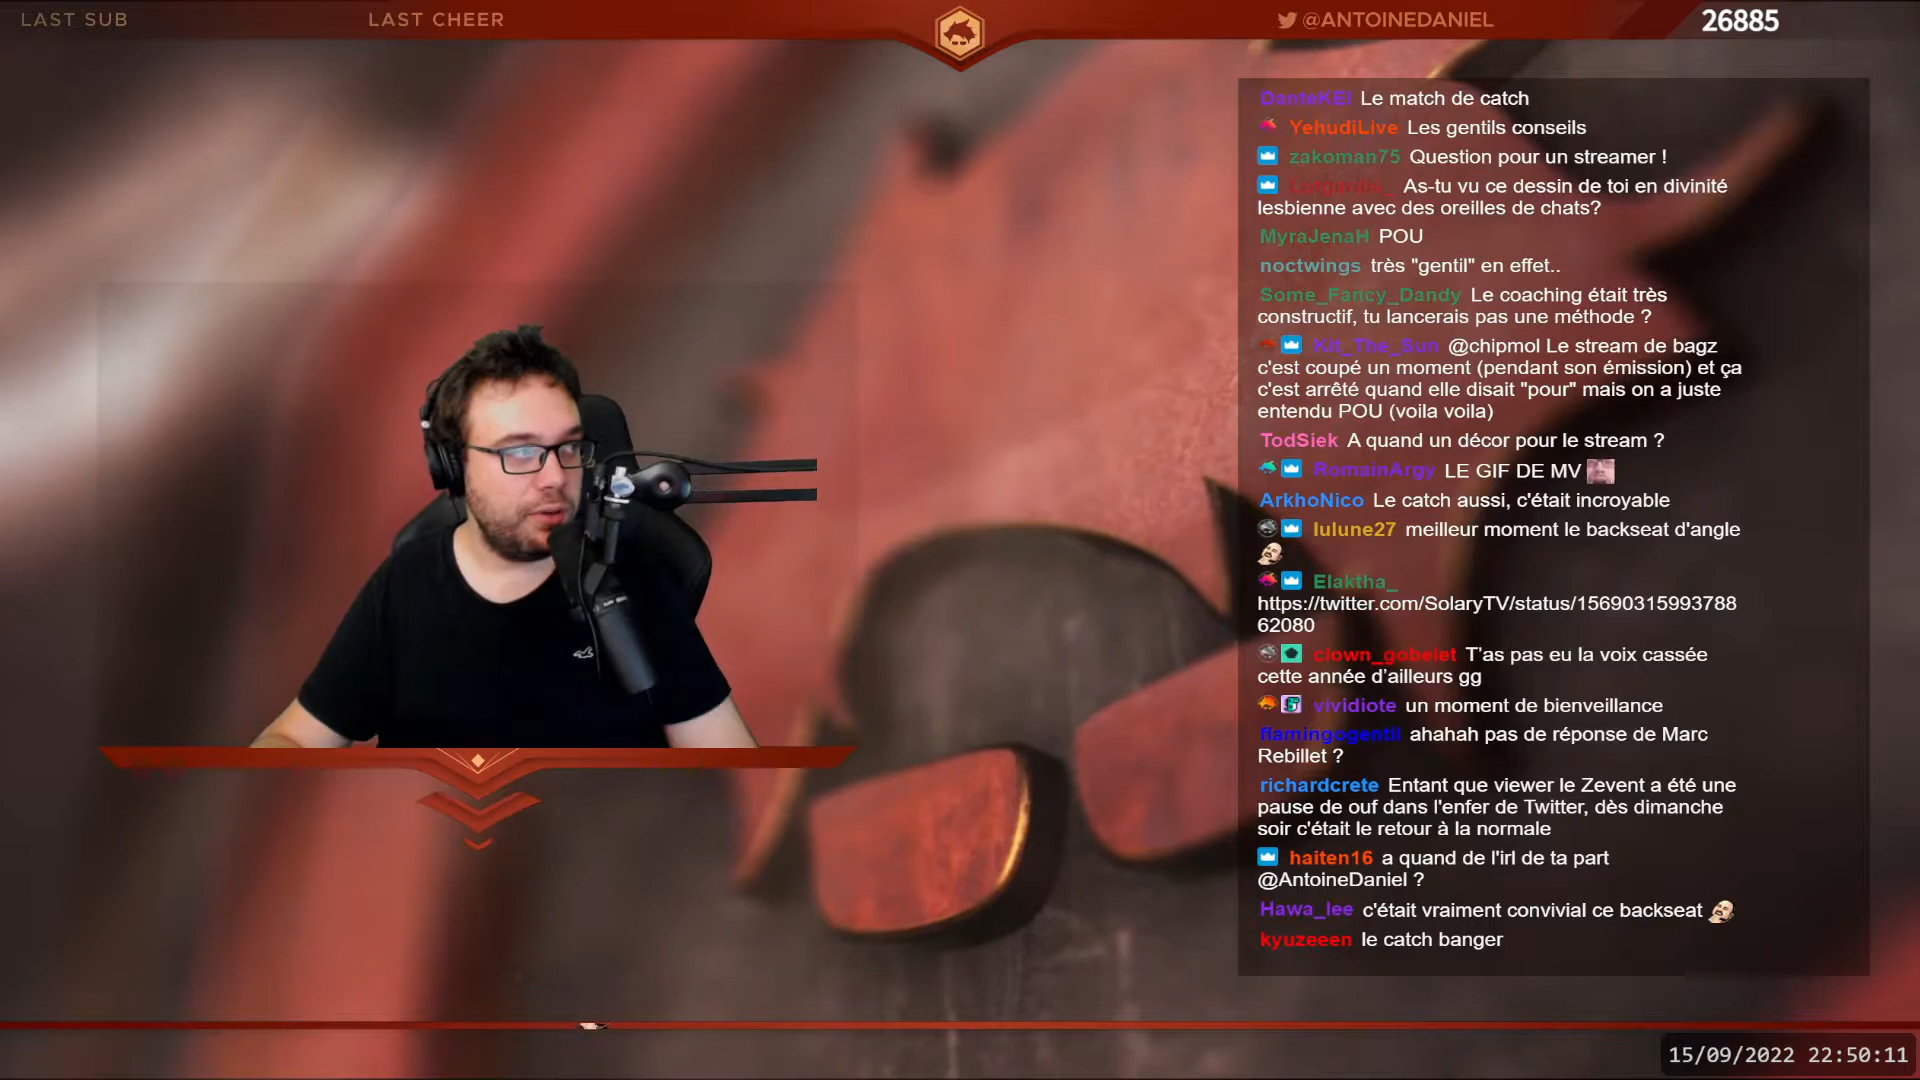 LAST SUB
LAST CHEER
@ANTOINEDANIEL
26885
DanteKEI Le match de catch
YehudiLive Les gentils conseils
zakoman75 Question pour un streamer !
As-tu vu ce dessin de toi en divinité
lesbienne avec des oreilles de chats?
MyraJenaH POU
noctwings très "gentil" en effet..
Some_Fancy_Dandy Le coaching était très
constructif, tu lancerais pas une méthode ?
Kit_The_Sun @chipmol Le stream de bagz
c'est coupé un moment (pendant son émission) et ça
c'est arrêté quand elle disait "pour" mais on a juste
entendu POU (voila voila)
TodSiek A quand un décor pour le stream ?
RomainArgy LE GIF DE MV
ArkhoNico Le catch aussi, c'était incroyable
lulune27 meilleur moment le backseat d'angle
Elaktha_
https://twitter.com/SolaryTV/status/15690315993788
62080
clown_gobelet T'as pas eu la voix cassée
cette année d'ailleurs gg
vividiote un moment de bienveillance
flamingogentil ahahah pas de réponse de Marc
Rebillet ?
richardcrete Entant que viewer le Zevent a été une
pause de ouf dans l'enfer de Twitter, dès dimanche
soir c'était le retour à la normale
haiten16 a quand de l'irl de ta part
@AntoineDaniel ?
Hawa_lee c'était vraiment convivial ce backseat
kyuzeeen le catch banger
15/09/2022 22:50:11